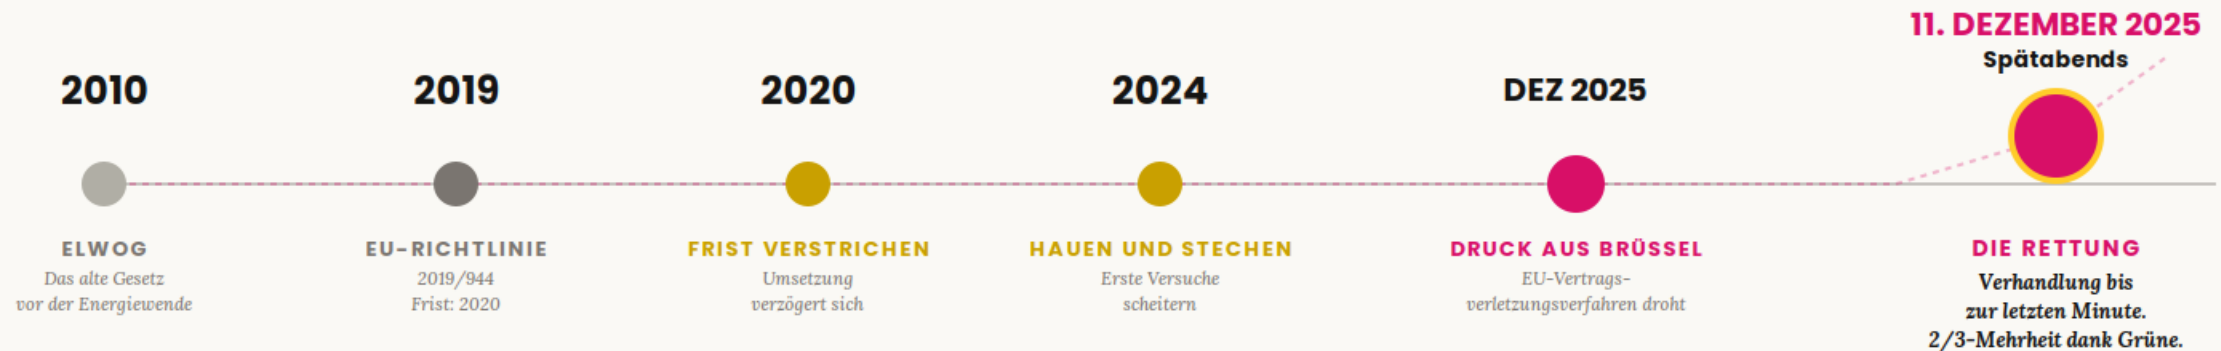 2010
ELWOG
Das alte Gesetz
vor der Energiewende
2019
EU-RICHTLINIE
2019/944
Frist: 2020
2020
FRIST VERSTRICHEN
Umsetzung
verzögert sich
2024
HAUEN UND STECHEN
Erste Versuche
scheitern
DEZ 2025
DRUCK AUS BRÜSSEL
EU-Vertrags-
verletzungsverfahren droht
11. DEZEMBER 2025
Spätabends
DIE RETTUNG
Verhandlung bis
zur letzten Minute.
2/3-Mehrheit dank Grüne.